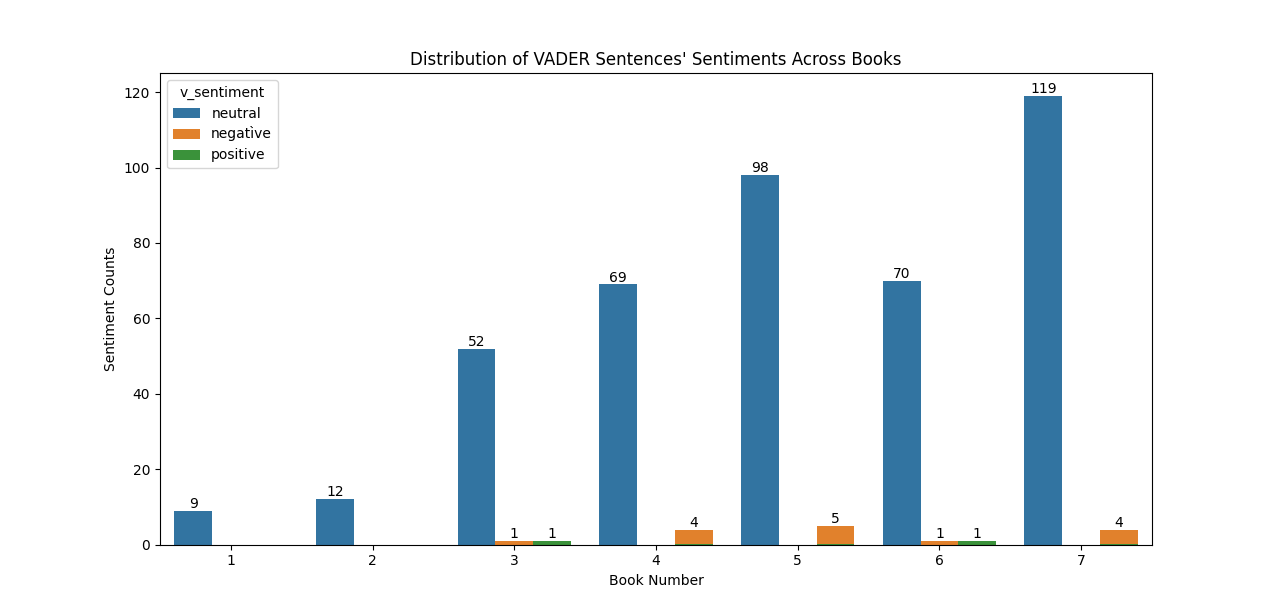 Distribution of VADER Sentences' Sentiments Across Books
v_sentiment
neutral
negative
positive
Sentiment Counts
120
100
80
60
40
20
0
9
12
52
1
1
69
4
98
5
70
1
1
119
4
1 2 3 4 5 6 7
Book Number